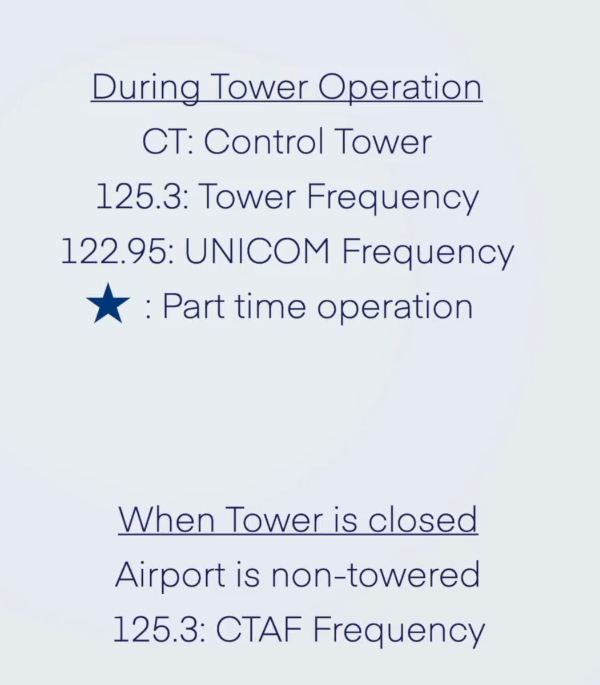 During Tower Operation
CT: Control Tower
125.3: Tower Frequency
122.95: UNICOM Frequency
★ : Part time operation
When Tower is closed
Airport is non-towered
125.3: CTAF Frequency